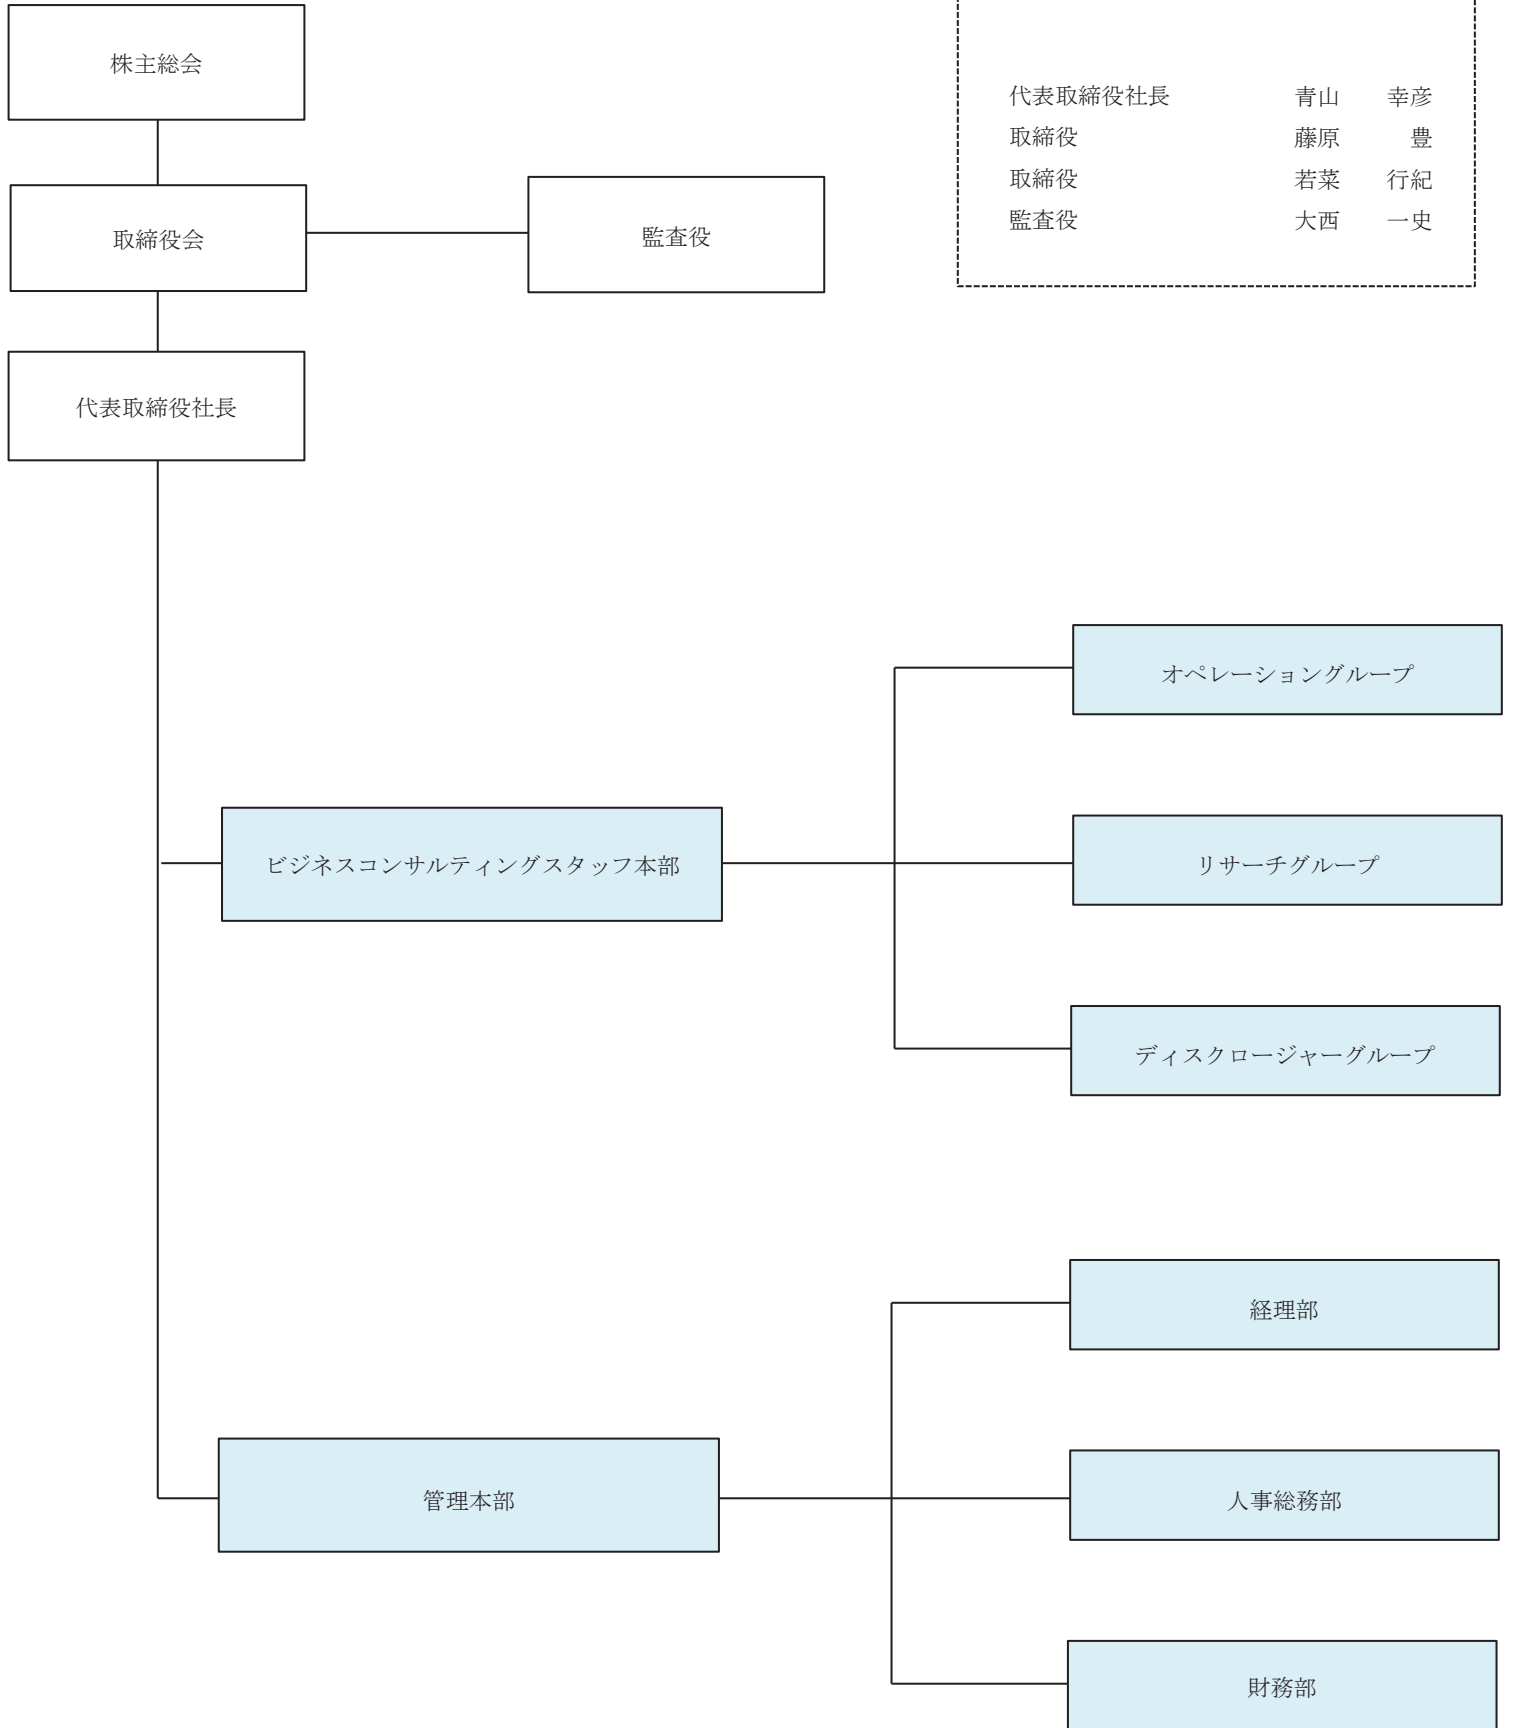 株主総会
代表取締役社長 青山 幸彦
取締役 藤原 豊
取締役 若菜 行紀
監査役 大西 一史
取締役会
監査役
代表取締役社長
オペレーショングループ
ビジネスコンサルティングスタッフ本部
リサーチグループ
ディスクロージャーグループ
経理部
管理本部
人事総務部
財務部